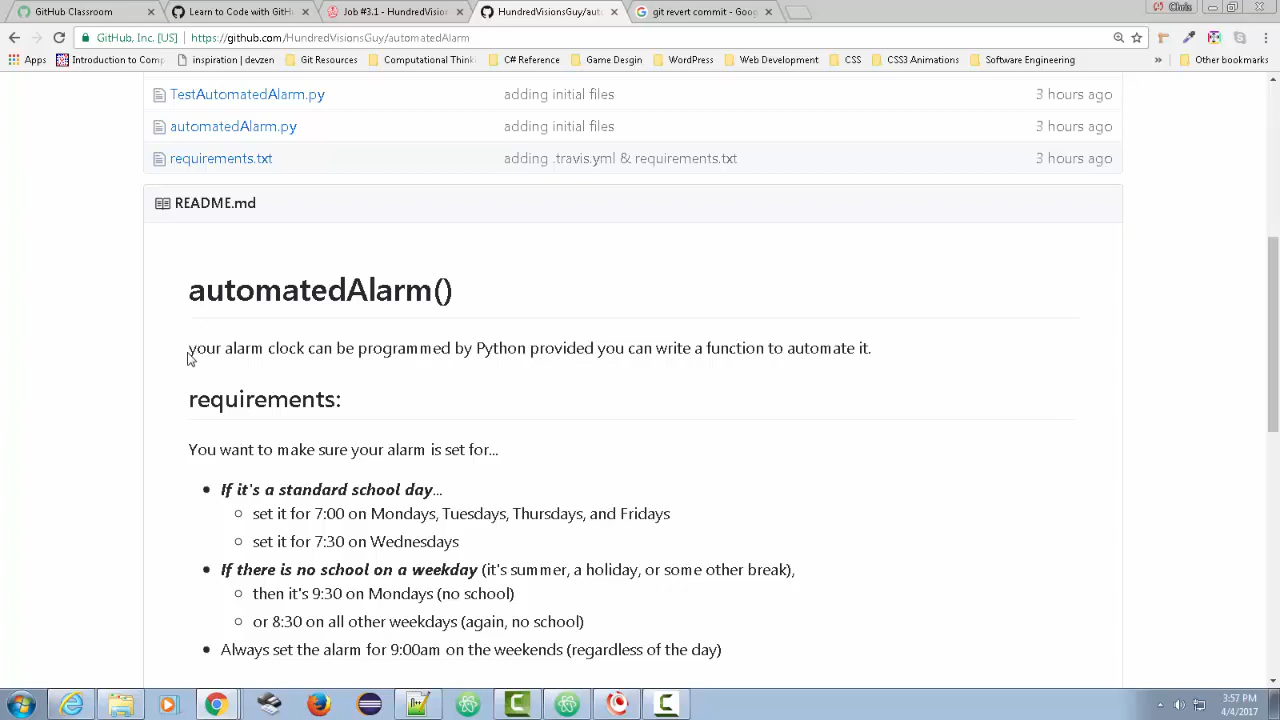 GitHub Classroom
Learn to Code with GitHu
Job #3.1 - HundredVision
HundredVisionsGuy/auto
git revert commit - Goog
Chris
GitHub, Inc. [US]
https://github.com/HundredVisionsGuy/automatedAlarm
Apps
Introduction to Comp
inspiration | devzen
Git Resources
Computational Think
C# Reference
Game Desgin
WordPress
Web Development
CSS
CSS3 Animations
Software Engineering
»
Other bookmarks
TestAutomatedAlarm.py adding initial files 3 hours ago
automatedAlarm.py adding initial files 3 hours ago
requirements.txt adding .travis.yml & requirements.txt 3 hours ago
README.md
automatedAlarm()
your alarm clock can be programmed by Python provided you can write a function to automate it.
requirements:
You want to make sure your alarm is set for...
If it's a standard school day...
set it for 7:00 on Mondays, Tuesdays, Thursdays, and Fridays
set it for 7:30 on Wednesdays
If there is no school on a weekday (it's summer, a holiday, or some other break),
then it's 9:30 on Mondays (no school)
or 8:30 on all other weekdays (again, no school)
Always set the alarm for 9:00am on the weekends (regardless of the day)
3:57 PM
4/4/2017